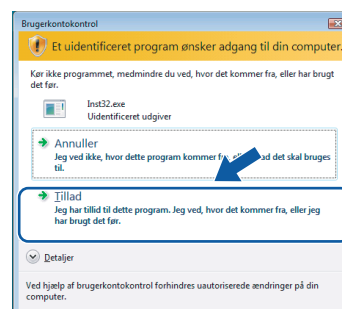 Brugerkontokontrol
Et uidentificeret program ønsker adgang til din computer.
Kør ikke programmet, medmindre du ved, hvor det kommer fra, eller har brugt
det før.
Inst32.exe
Uidentificeret udgiver
Annuller
Jeg ved ikke, hvor dette program kommer fra, eller hvad det skal bruges
til.
Tillad
Jeg har tillid til dette program. Jeg ved, hvor det kommer fra, eller jeg
har brugt det før.
Detaljer
Ved hjælp af brugerkontokontrol forhindres uautoriserede ændringer på din
computer.